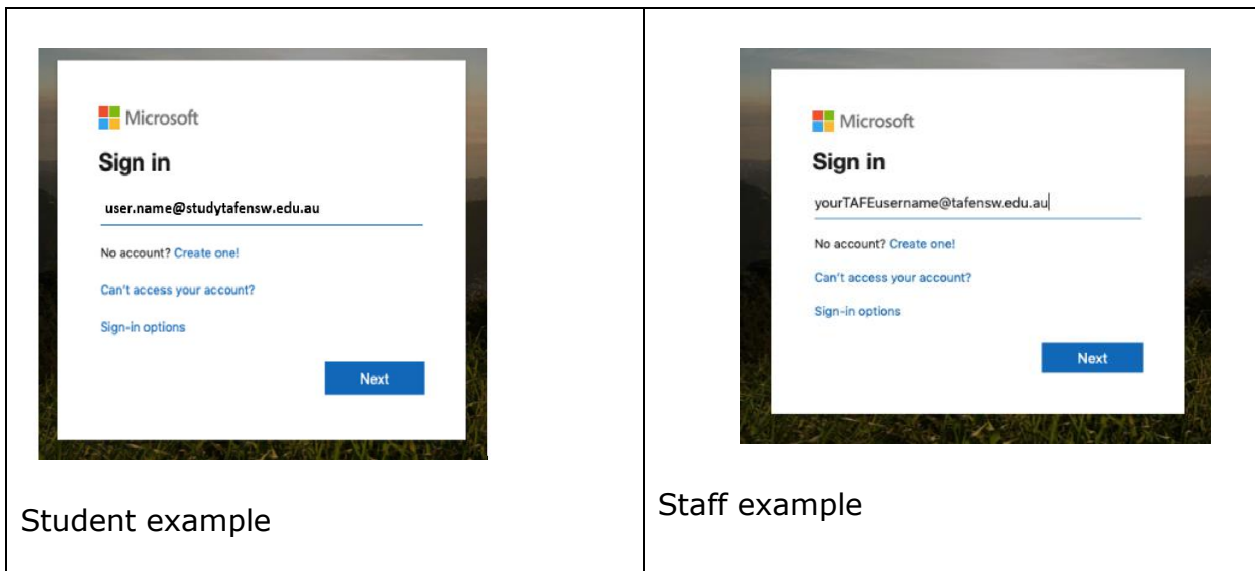 Microsoft
Sign in
user.name@studytafensw.edu.au
No account? Create one!
Can't access your account?
Sign-in options
Next
Student example
Microsoft
Sign in
yourTAFEusername@tafensw.edu.au
No account? Create one!
Can't access your account?
Sign-in options
Next
Staff example